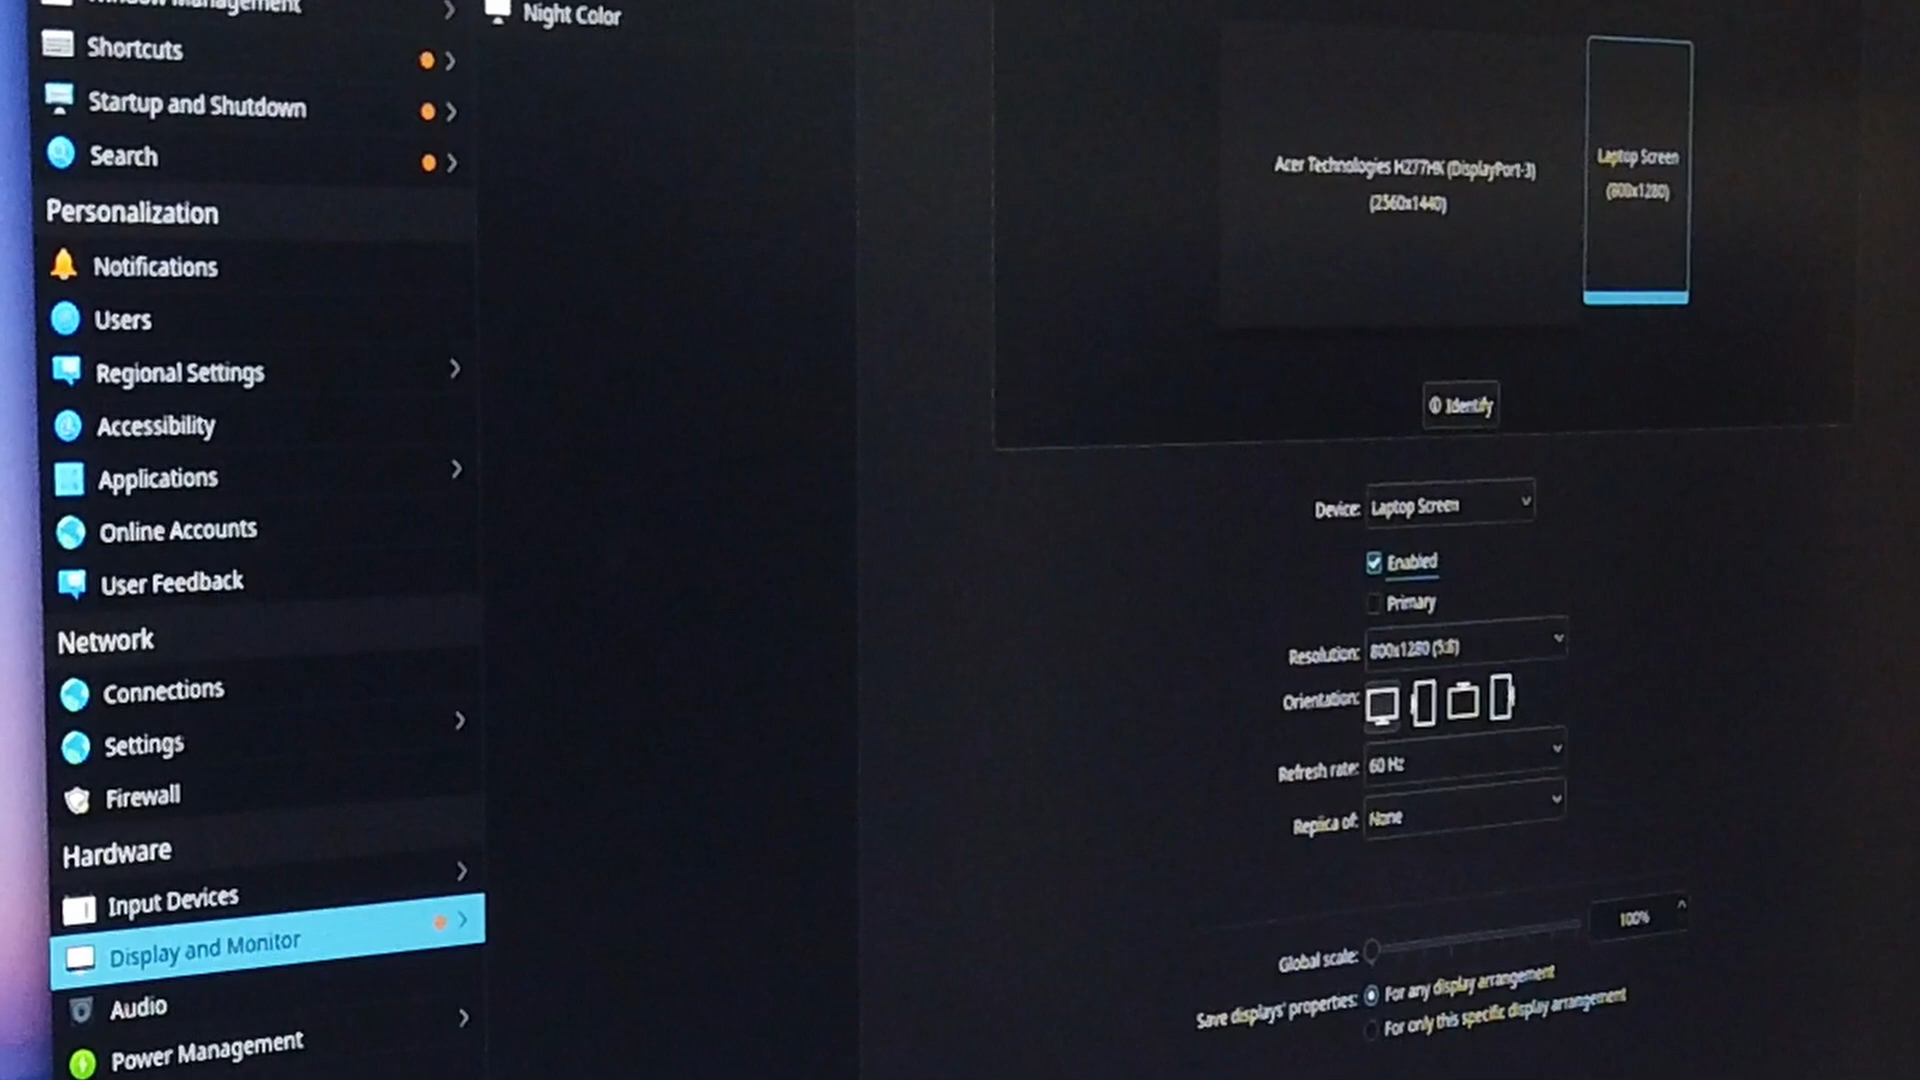 Window Management
Shortcuts
Startup and Shutdown
Search
Personalization
Notifications
Users
Regional Settings
Accessibility
Applications
Online Accounts
User Feedback
Network
Connections
Settings
Firewall
Hardware
Input Devices
Display and Monitor
Audio
Power Management
Night Color
Acer Technologies H277HK (DisplayPort-3)
(2560x1440)
Laptop Screen
(800x1280)
Identify
Device: Laptop Screen
Enabled
Primary
Resolution: 800x1280 (5:8)
Orientation:
Refresh rate: 60 Hz
Replica of: None
Global scale: 100%
Save displays' properties: For any display arrangement
For only this specific display arrangement